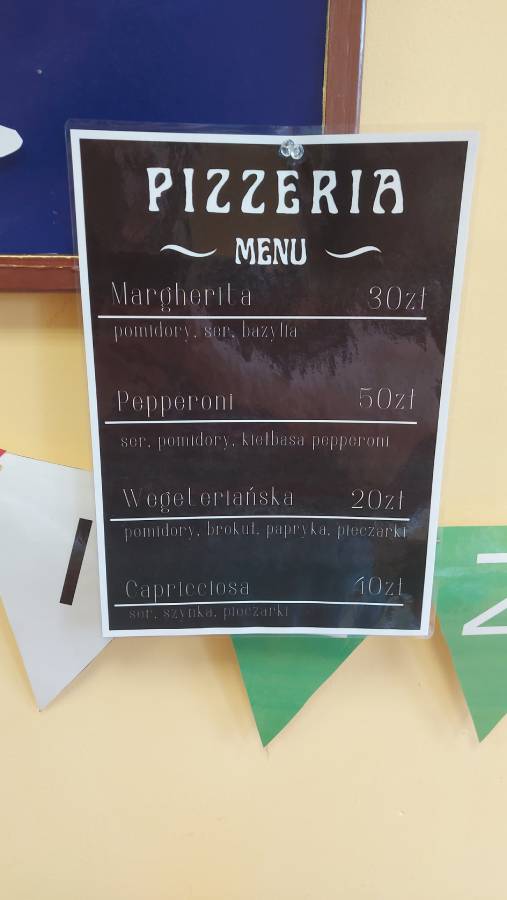 PIZZERIA
MENU
Margherita 30zł
pomidory, ser, bazylia
Pepperoni 50zł
ser, pomidory, kiełbasa pepperoni
Wegeteriańska 20zł
pomidory, brokuł, papryka, pieczarki
Capricciosa 40zł
ser, szynka, pieczarki
I Z